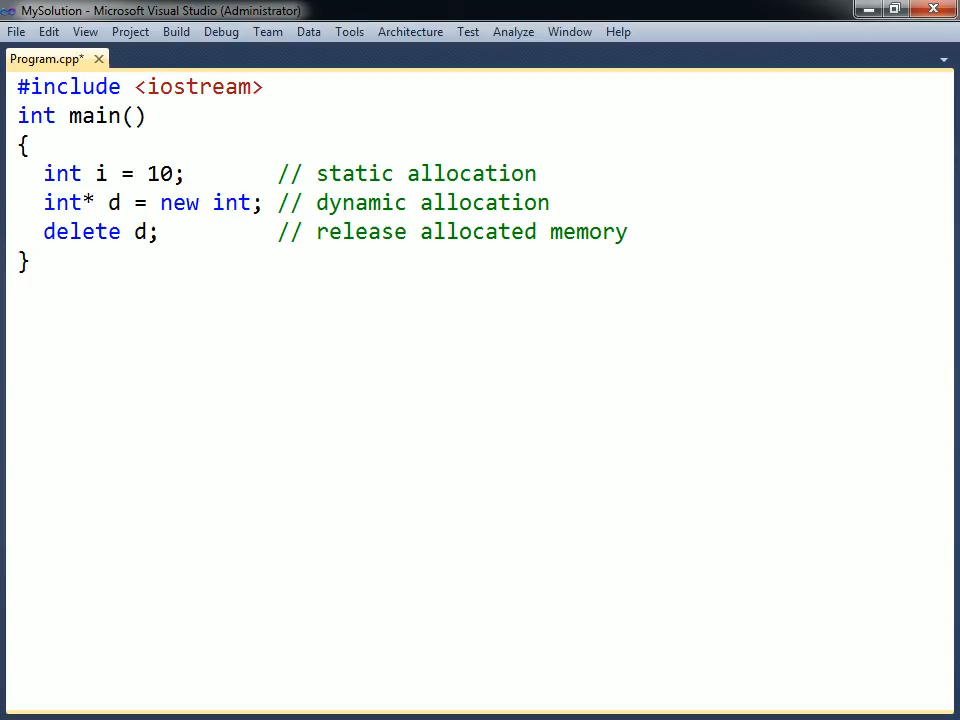 MySolution - Microsoft Visual Studio (Administrator)
File Edit View Project Build Debug Team Data Tools Architecture Test Analyze Window Help
Program.cpp*
#include <iostream>
int main()
{
  int i = 10;       // static allocation
  int* d = new int; // dynamic allocation
  delete d;         // release allocated memory
}